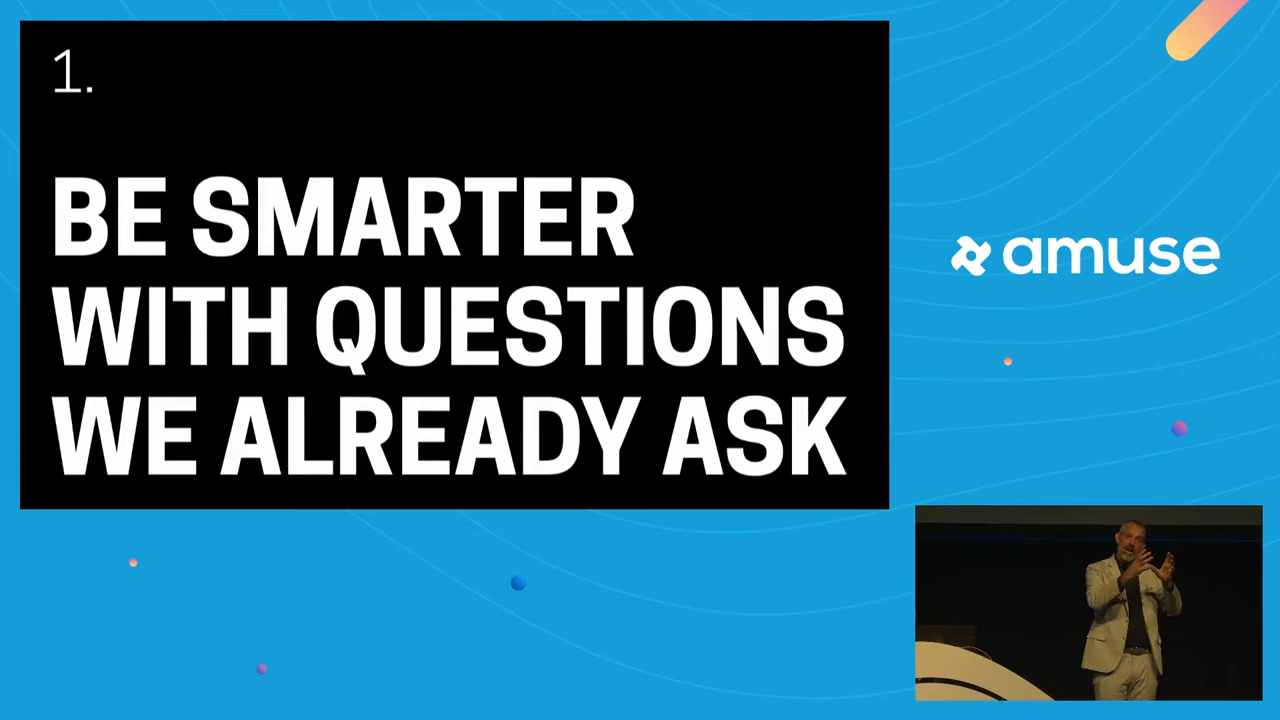 1.
BE SMARTER
WITH QUESTIONS
WE ALREADY ASK
amuse